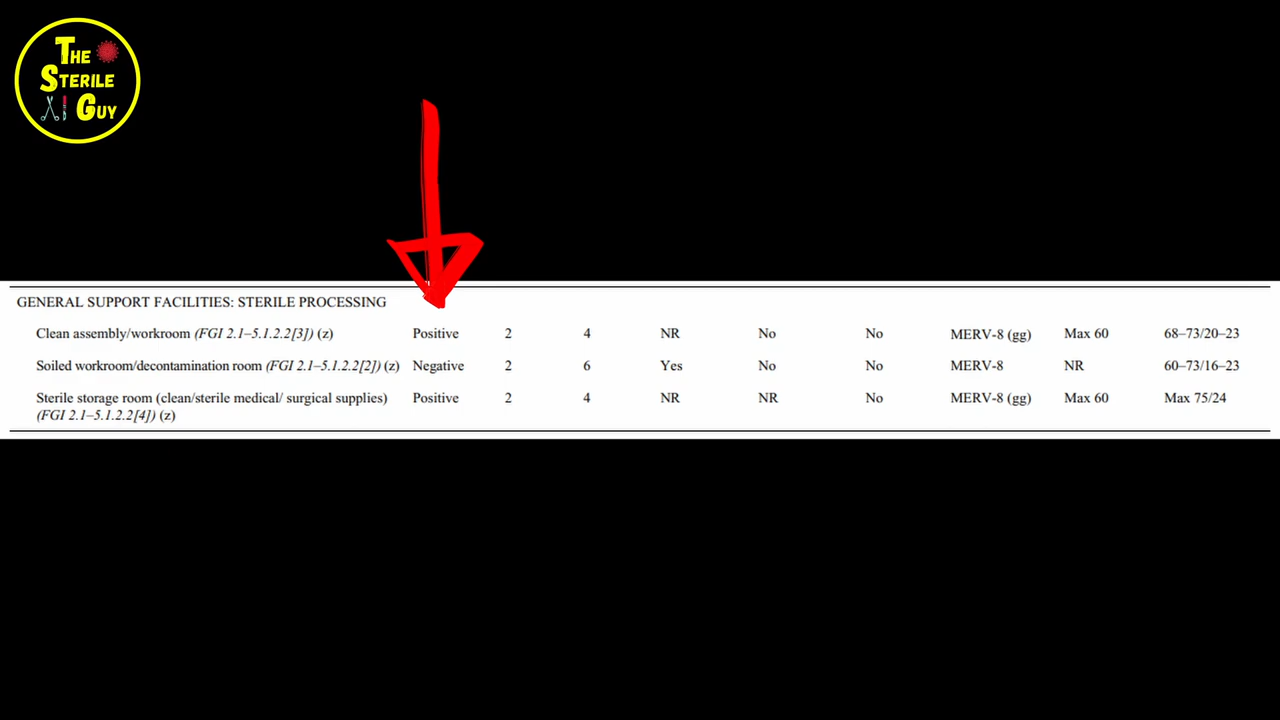 The
Sterile
Guy
GENERAL SUPPORT FACILITIES: STERILE PROCESSING
Clean assembly/workroom (FGI 2.1–5.1.2.2[3]) (z) Positive 2 4 NR No No MERV-8 (gg) Max 60 68–73/20–23
Soiled workroom/decontamination room (FGI 2.1–5.1.2.2[2]) (z) Negative 2 6 Yes No No MERV-8 NR 60–73/16–23
Sterile storage room (clean/sterile medical/ surgical supplies) Positive 2 4 NR NR No MERV-8 (gg) Max 60 Max 75/24
(FGI 2.1–5.1.2.2[4]) (z)